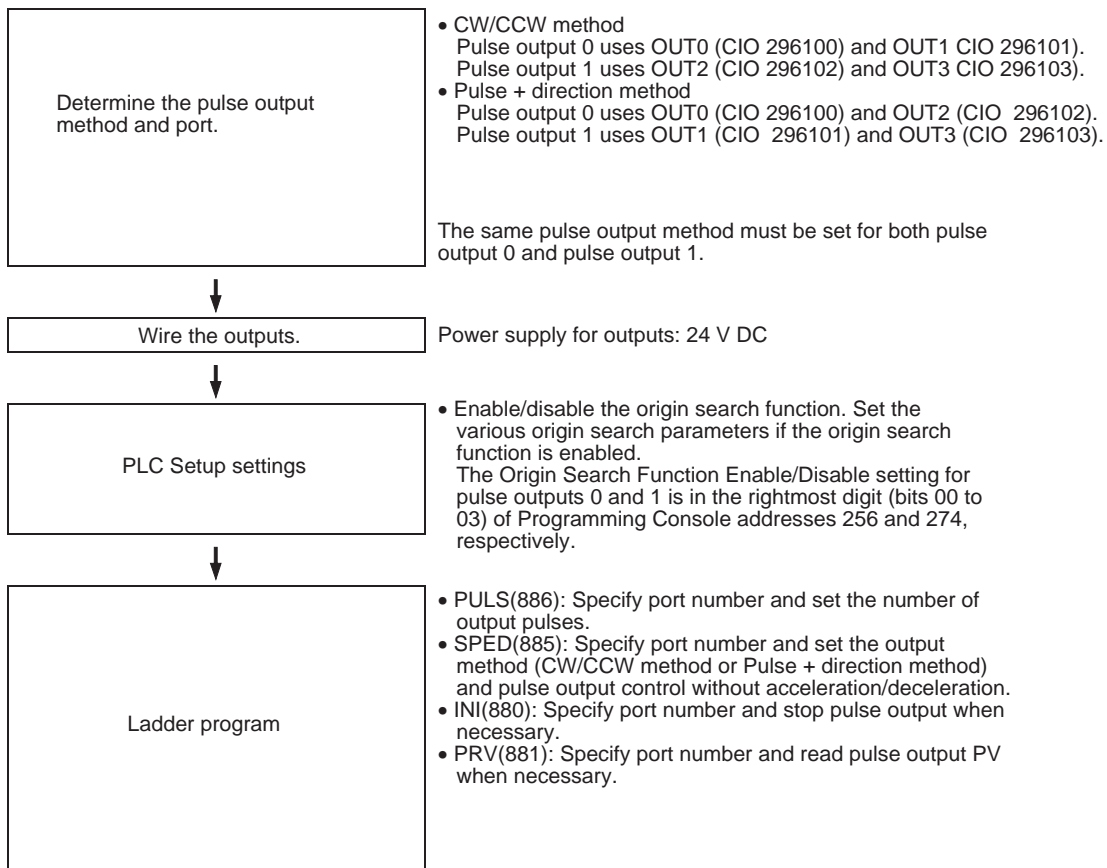 Determine the pulse output
method and port.
• CW/CCW method
Pulse output 0 uses OUT0 (CIO 296100) and OUT1 CIO 296101).
Pulse output 1 uses OUT2 (CIO 296102) and OUT3 CIO 296103).
• Pulse + direction method
Pulse output 0 uses OUT0 (CIO 296100) and OUT2 (CIO 296102).
Pulse output 1 uses OUT1 (CIO 296101) and OUT3 (CIO 296103).
The same pulse output method must be set for both pulse
output 0 and pulse output 1.
Wire the outputs.
Power supply for outputs: 24 V DC
PLC Setup settings
• Enable/disable the origin search function. Set the
various origin search parameters if the origin search
function is enabled.
The Origin Search Function Enable/Disable setting for
pulse outputs 0 and 1 is in the rightmost digit (bits 00 to
03) of Programming Console addresses 256 and 274,
respectively.
Ladder program
• PULS(886): Specify port number and set the number of
output pulses.
• SPED(885): Specify port number and set the output
method (CW/CCW method or Pulse + direction method)
and pulse output control without acceleration/deceleration.
• INI(880): Specify port number and stop pulse output when
necessary.
• PRV(881): Specify port number and read pulse output PV
when necessary.